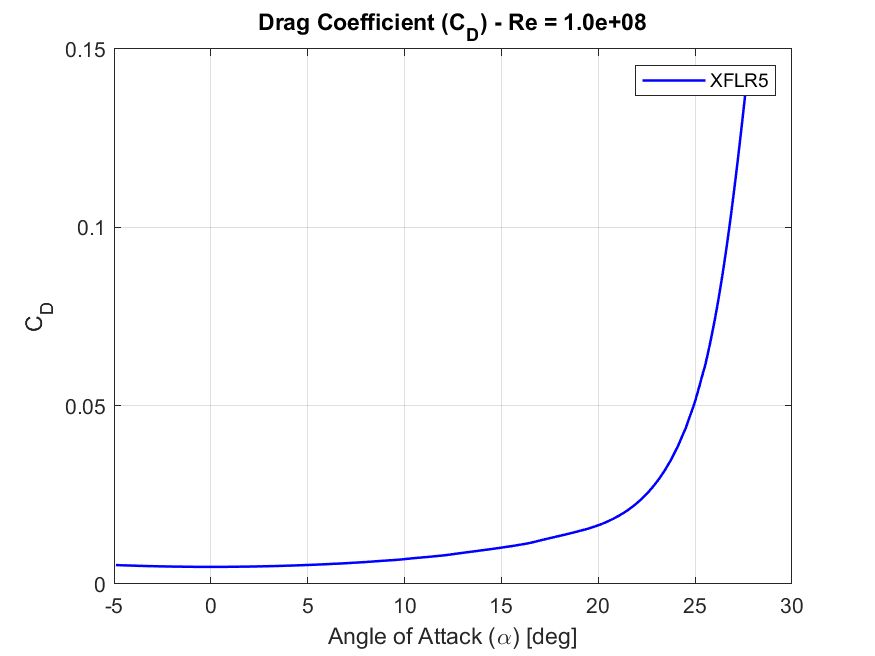 Drag Coefficient (C_D) - Re = 1.0e+08
XFLR5
0.15
0.1
0.05
0
C_D
-5 0 5 10 15 20 25 30
Angle of Attack (α) [deg]